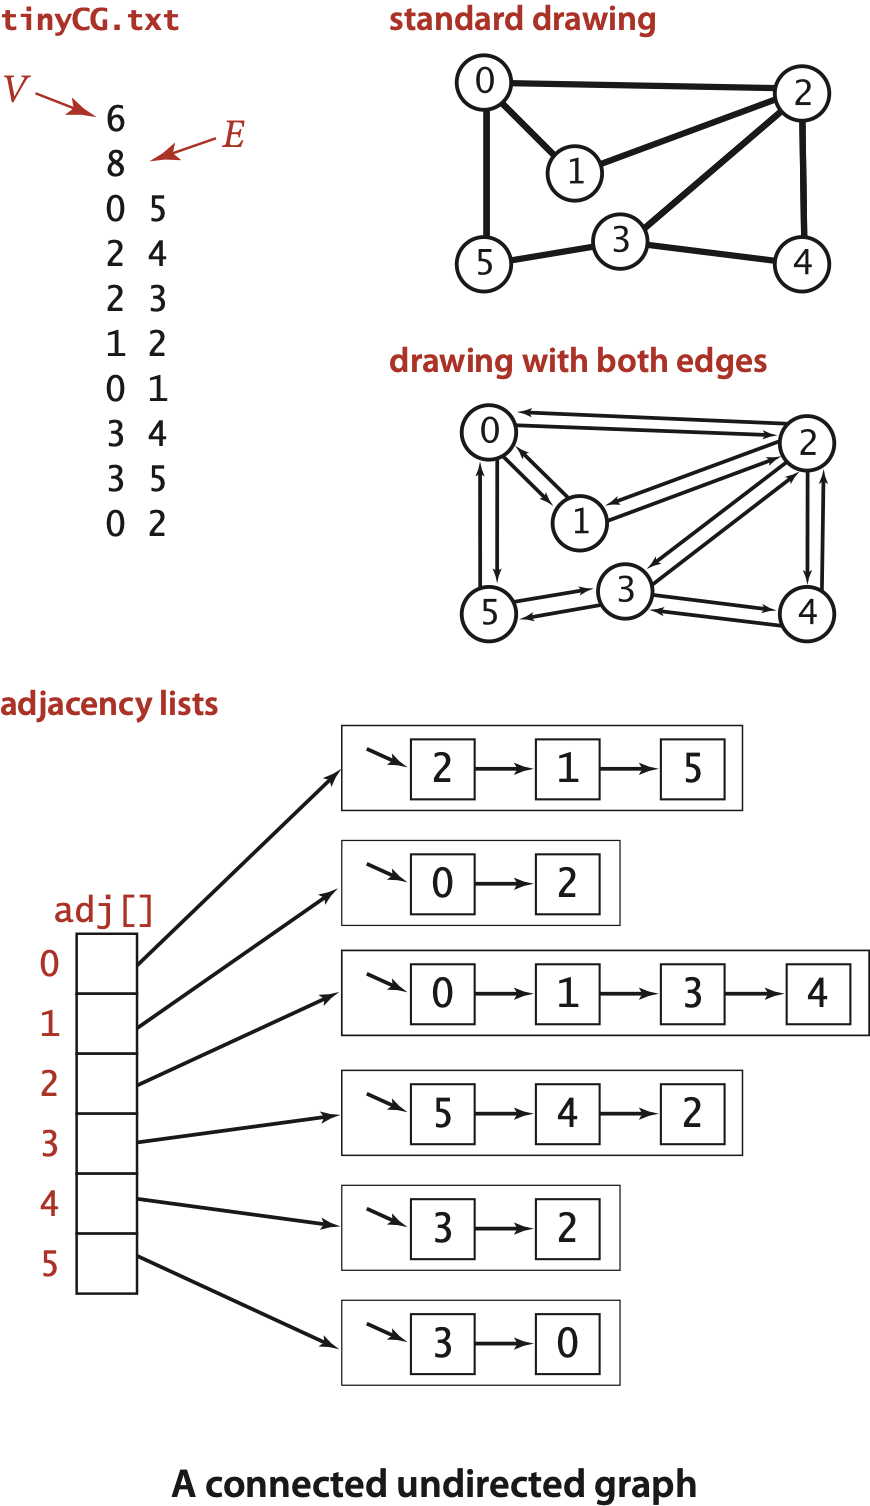 tinyCG.txt
V
6
E
8
0 5
2 4
2 3
1 2
0 1
3 4
3 5
0 2
standard drawing
0
2
1
3
5
4
drawing with both edges
0
2
1
3
5
4
adjacency lists
adj[]
0
1
2
3
4
5
2 1 5
0 2
0 1 3 4
5 4 2
3 2
3 0
A connected undirected graph